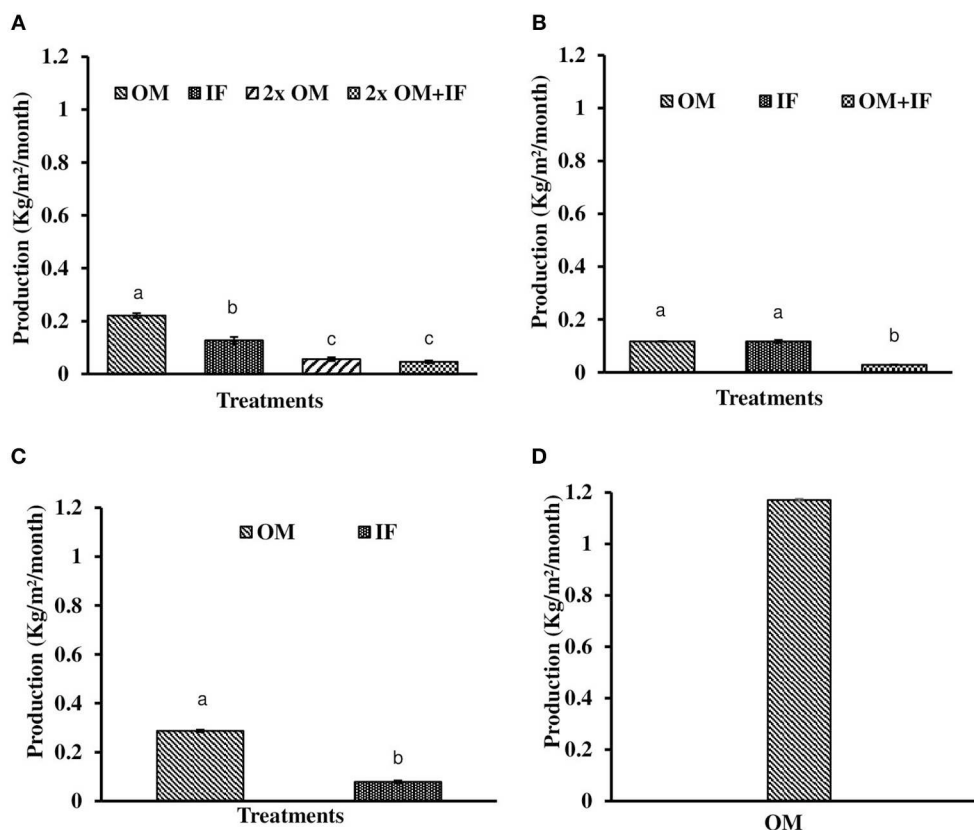 A
Production (Kg/m²/month)
1.2
1
0.8
0.6
0.4
0.2
0
OM IF 2x OM 2x OM+IF
a
b
c
c
Treatments
B
Production (Kg/m²/month)
1.2
1
0.8
0.6
0.4
0.2
0
OM IF OM+IF
a
a
b
Treatments
C
Production (Kg/m²/month)
1.2
1
0.8
0.6
0.4
0.2
0
OM IF
a
b
Treatments
D
Production (Kg/m²/month)
1.2
1
0.8
0.6
0.4
0.2
0
OM